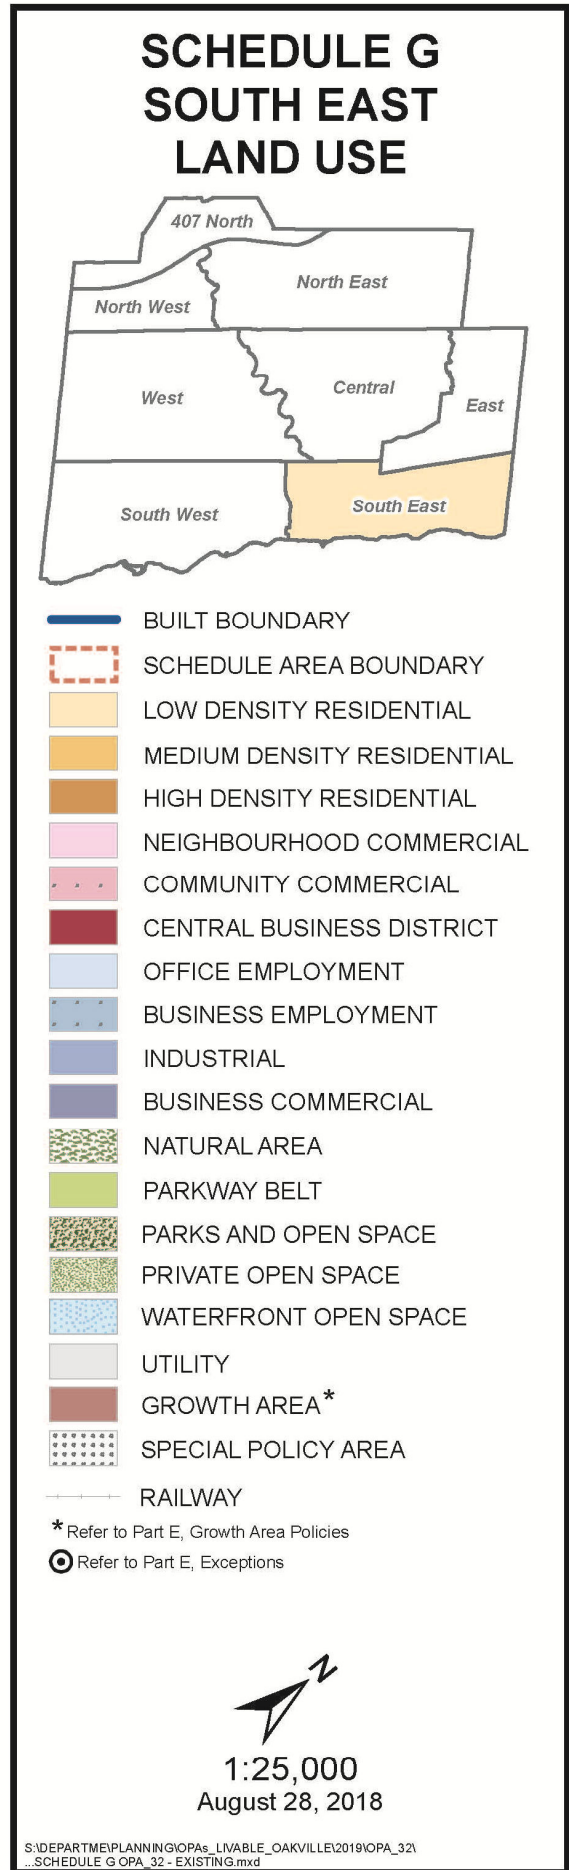 SCHEDULE G
SOUTH EAST
LAND USE
407 North
North East
North West
West
Central
East
South West
South East
BUILT BOUNDARY
SCHEDULE AREA BOUNDARY
LOW DENSITY RESIDENTIAL
MEDIUM DENSITY RESIDENTIAL
HIGH DENSITY RESIDENTIAL
NEIGHBOURHOOD COMMERCIAL
COMMUNITY COMMERCIAL
CENTRAL BUSINESS DISTRICT
OFFICE EMPLOYMENT
BUSINESS EMPLOYMENT
INDUSTRIAL
BUSINESS COMMERCIAL
NATURAL AREA
PARKWAY BELT
PARKS AND OPEN SPACE
PRIVATE OPEN SPACE
WATERFRONT OPEN SPACE
UTILITY
GROWTH AREA*
SPECIAL POLICY AREA
RAILWAY
* Refer to Part E, Growth Area Policies
Refer to Part E, Exceptions
N
1:25,000
August 28, 2018
S:\DEPARTME\PLANNING\OPAs_LIVABLE_OAKVILLE\2019\OPA_32\
...SCHEDULE G OPA_32 - EXISTING.mxd